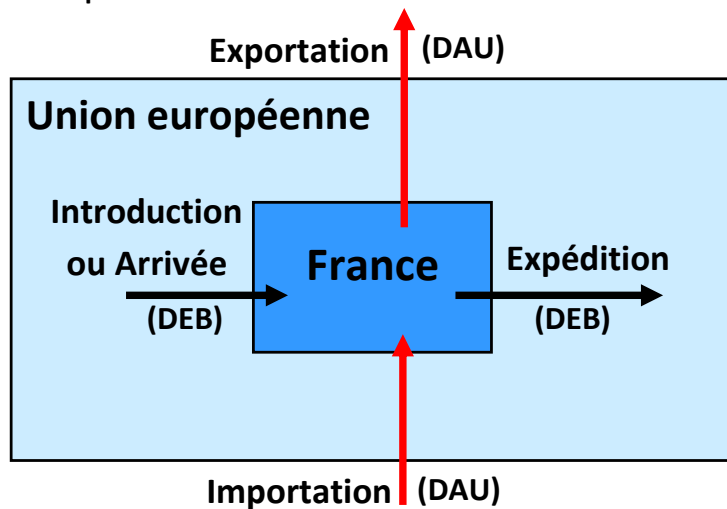 Exportation (DAU)
Union européenne
Introduction
ou Arrivée
(DEB)
France
Expédition
(DEB)
Importation (DAU)